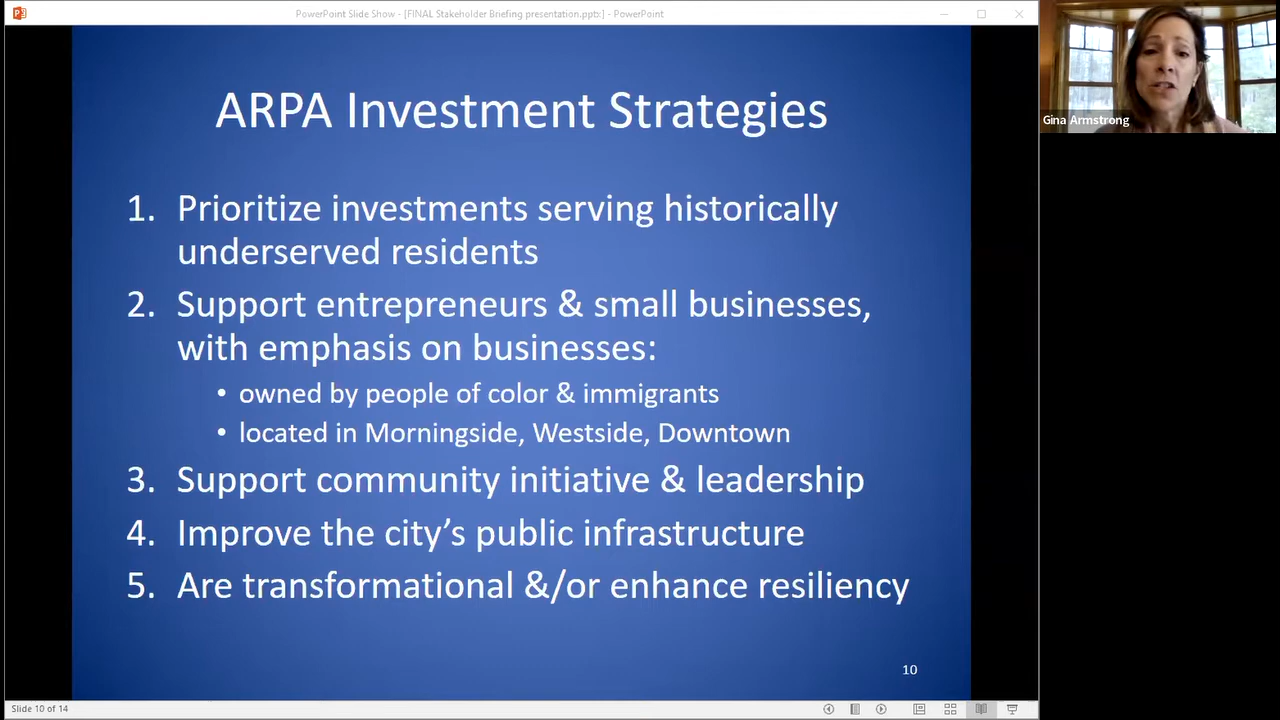 PowerPoint Slide Show - [FINAL Stakeholder Briefing presentation.pptx] - PowerPoint
Gina Armstrong
ARPA Investment Strategies
1. Prioritize investments serving historically
underserved residents
2. Support entrepreneurs & small businesses,
with emphasis on businesses:
• owned by people of color & immigrants
• located in Morningside, Westside, Downtown
3. Support community initiative & leadership
4. Improve the city's public infrastructure
5. Are transformational &/or enhance resiliency
10
Slide 10 of 14